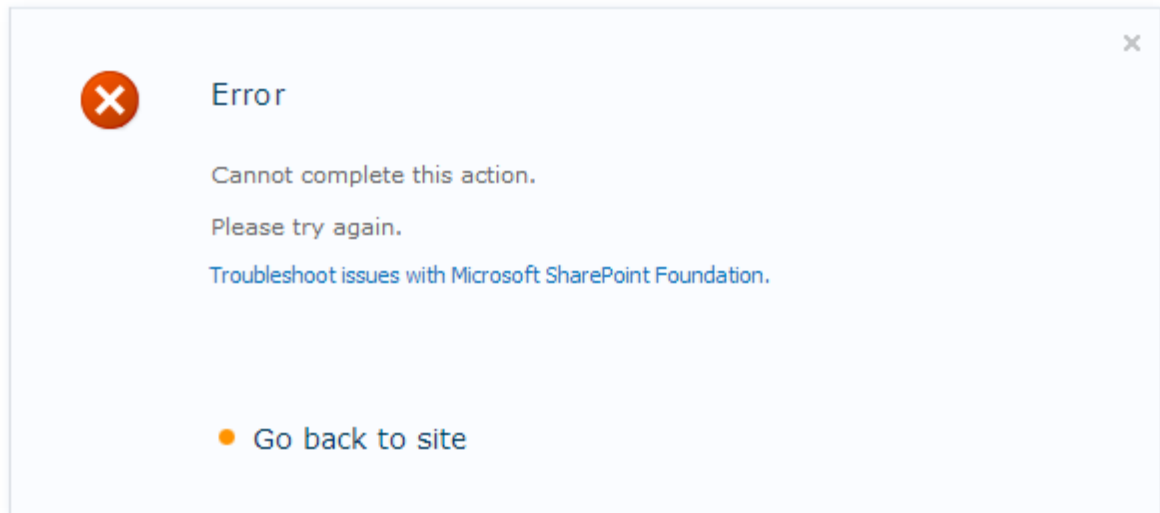 Error
Cannot complete this action.
Please try again.
Troubleshoot issues with Microsoft SharePoint Foundation.
Go back to site